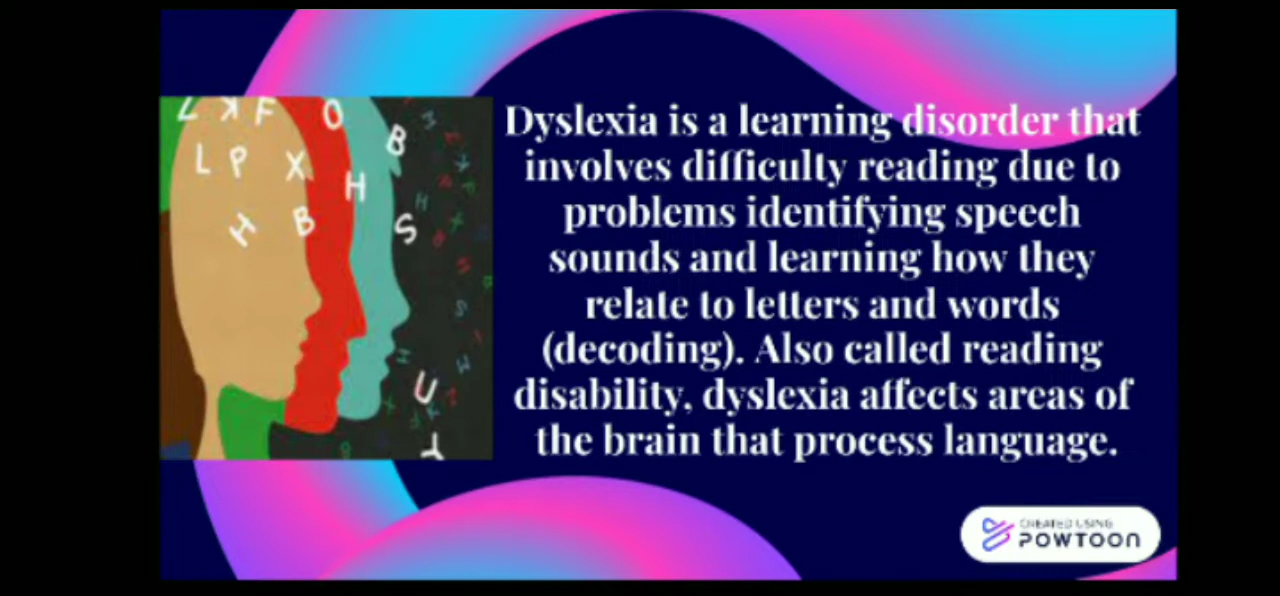 Z K F O
L P X B
H
H B S
U
Y
Dyslexia is a learning disorder that
involves difficulty reading due to
problems identifying speech
sounds and learning how they
relate to letters and words
(decoding). Also called reading
disability, dyslexia affects areas of
the brain that process language.
CREATED USING
POWTOON